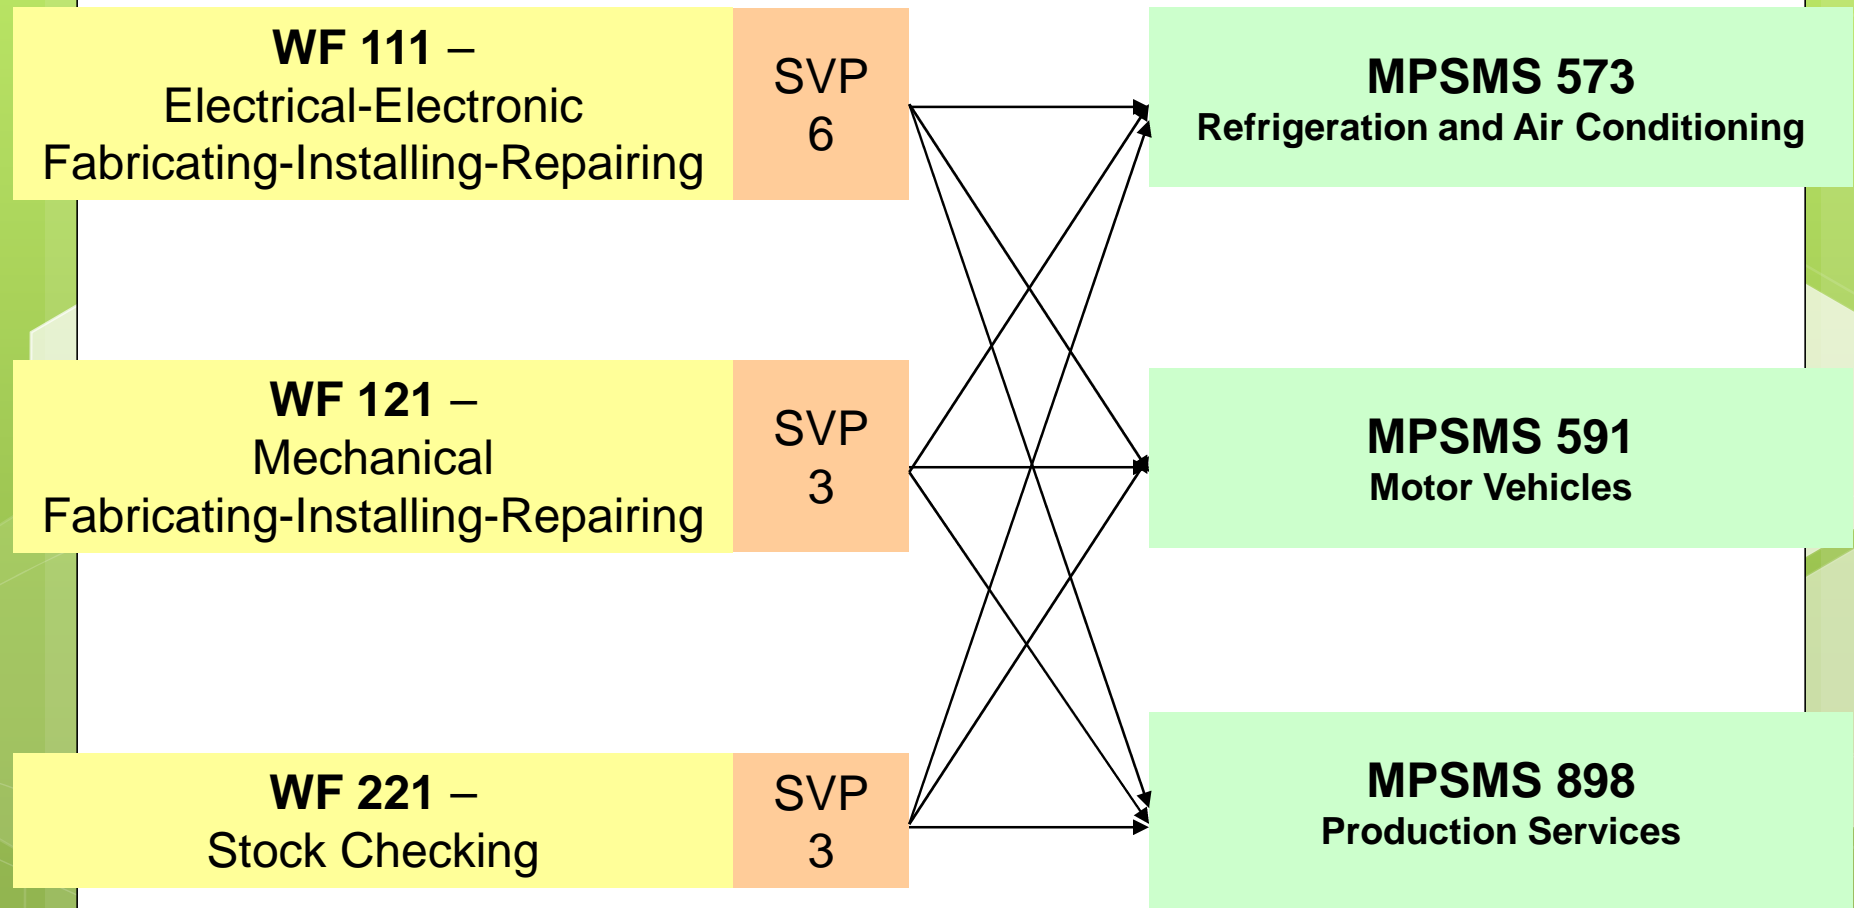 WF 111 –
Electrical-Electronic
Fabricating-Installing-Repairing
SVP
6
MPSMS 573
Refrigeration and Air Conditioning
WF 121 –
Mechanical
Fabricating-Installing-Repairing
SVP
3
MPSMS 591
Motor Vehicles
WF 221 –
Stock Checking
SVP
3
MPSMS 898
Production Services